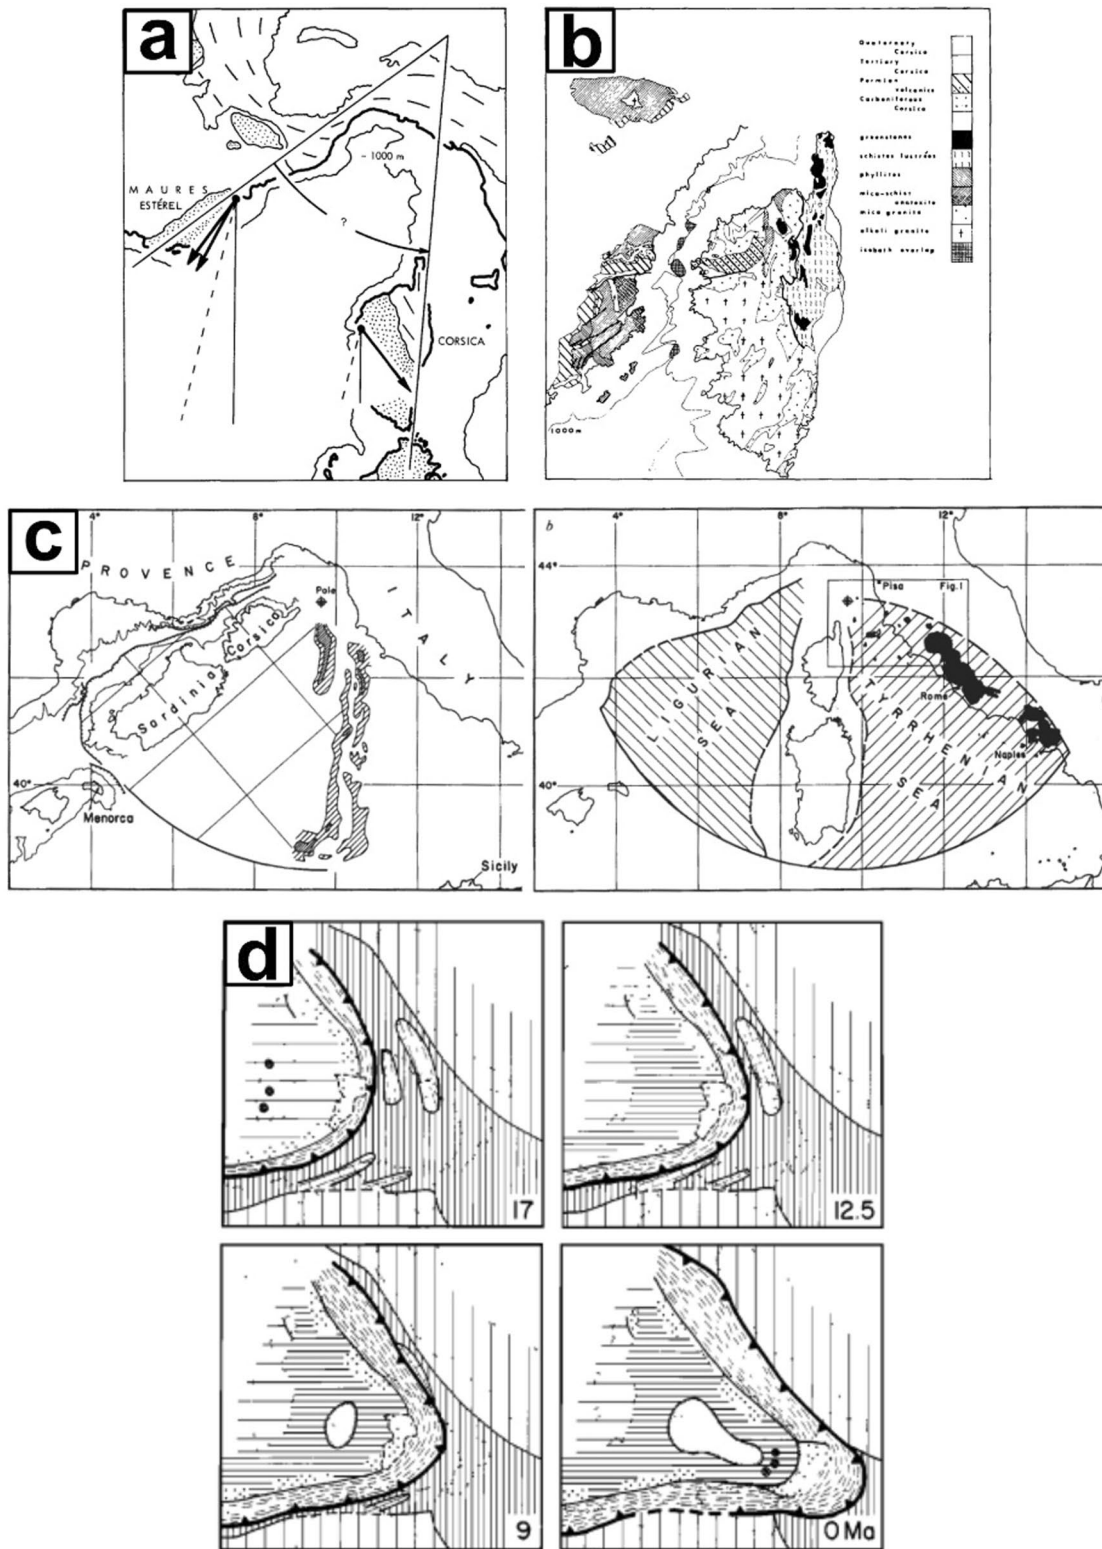 a
~ 1000 m
MAURES
ESTÉREL
?
CORSICA
b
Quaternary
Corsica
Tertiary
Corsica
Permian
volcanics
Carboniferous
Corsica
greenstones
schistes lustrées
phyllites
mica-schist
anatexite
mica granite
alkali granite
isobath overlap
1000m
c
4° 8° 12°
PROVENCE
Pole
ITALY
Corsica
Sardinia
40°
Menorca
Sicily
b
4° 8° 12°
44°
Pisa Fig.1
LIGURIAN
SEA
Rome
TYRRHENIAN
SEA
Naples
40°
d
17
12.5
9
0 Ma